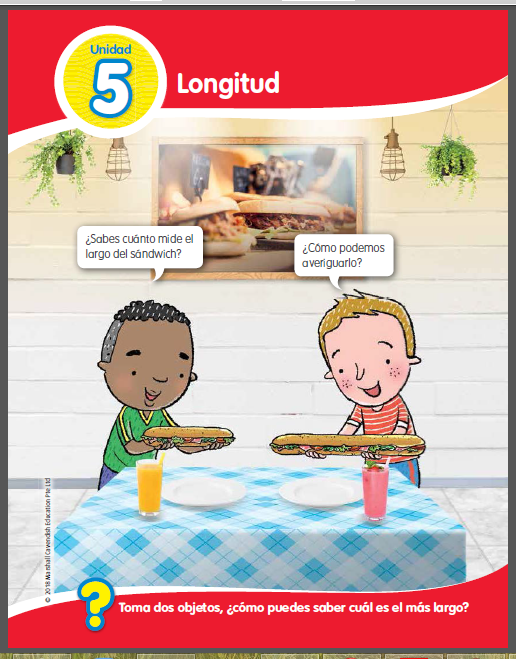 Unidad
5
Longitud
¿Sabes cuánto mide el
largo del sándwich?
¿Cómo podemos
averiguarlo?
© 2018 Marshall Cavendish Education Pte Ltd
?
Toma dos objetos, ¿cómo puedes saber cuál es el más largo?